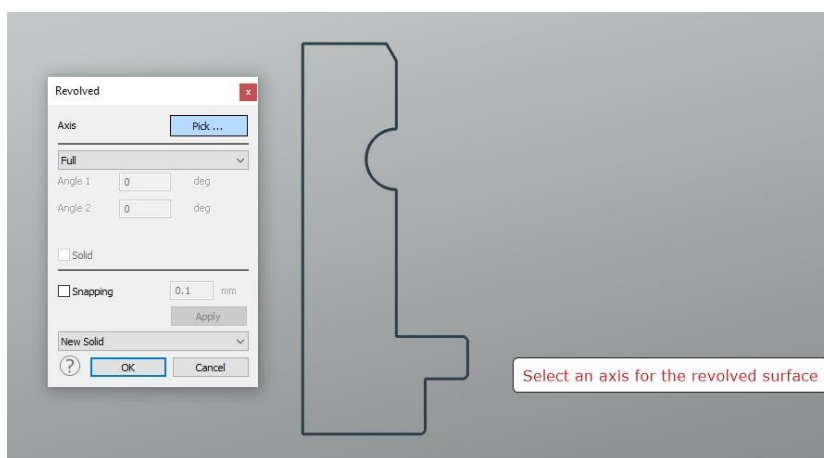 Revolved
x
Axis Pick ...
Full
Angle 1 0 deg
Angle 2 0 deg
Solid
Snapping 0.1 mm
Apply
New Solid
? OK Cancel
Select an axis for the revolved surface